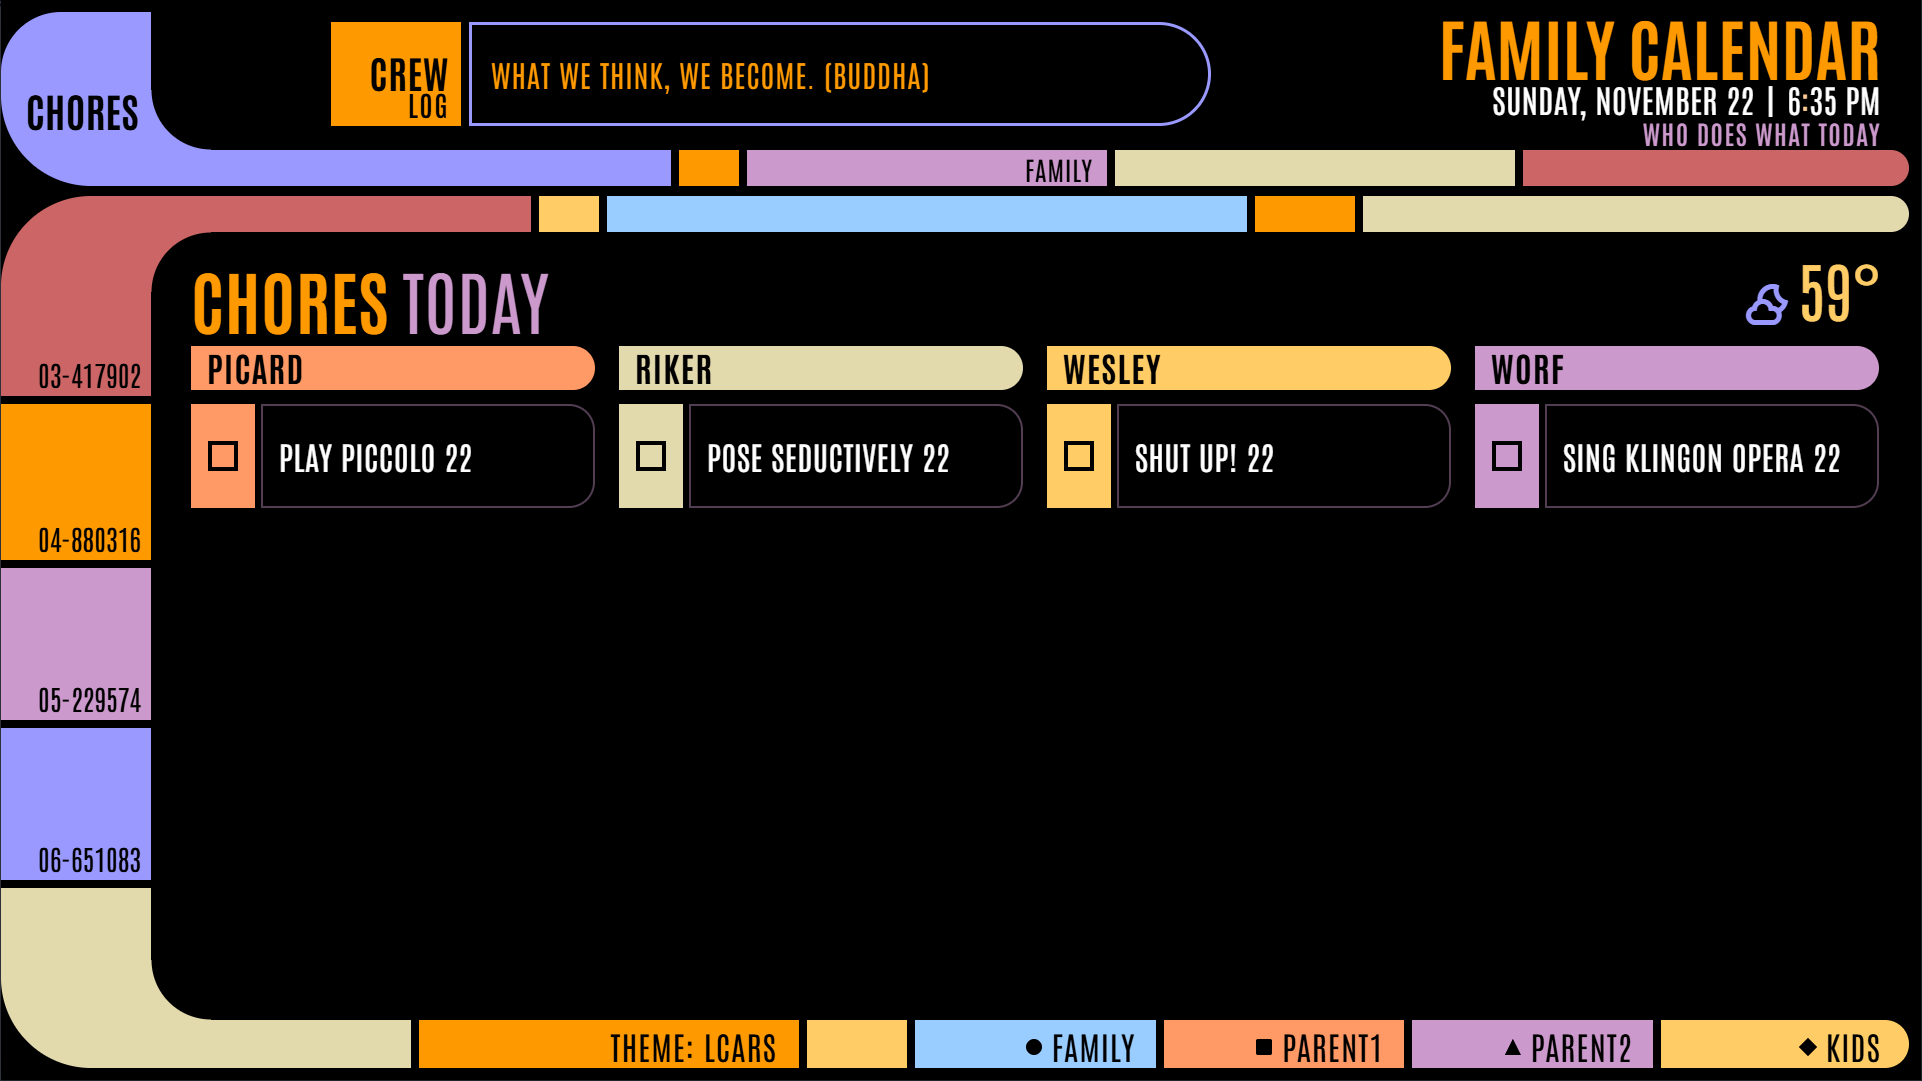 CHORES
CREW
LOG
WHAT WE THINK, WE BECOME. (BUDDHA)
FAMILY CALENDAR
SUNDAY, NOVEMBER 22 | 6:35 PM
WHO DOES WHAT TODAY
FAMILY
CHORES TODAY
59°
PICARD
RIKER
WESLEY
WORF
PLAY PICCOLO 22
POSE SEDUCTIVELY 22
SHUT UP! 22
SING KLINGON OPERA 22
03-417902
04-880316
05-229574
06-651083
THEME: LCARS
FAMILY
PARENT1
PARENT2
KIDS